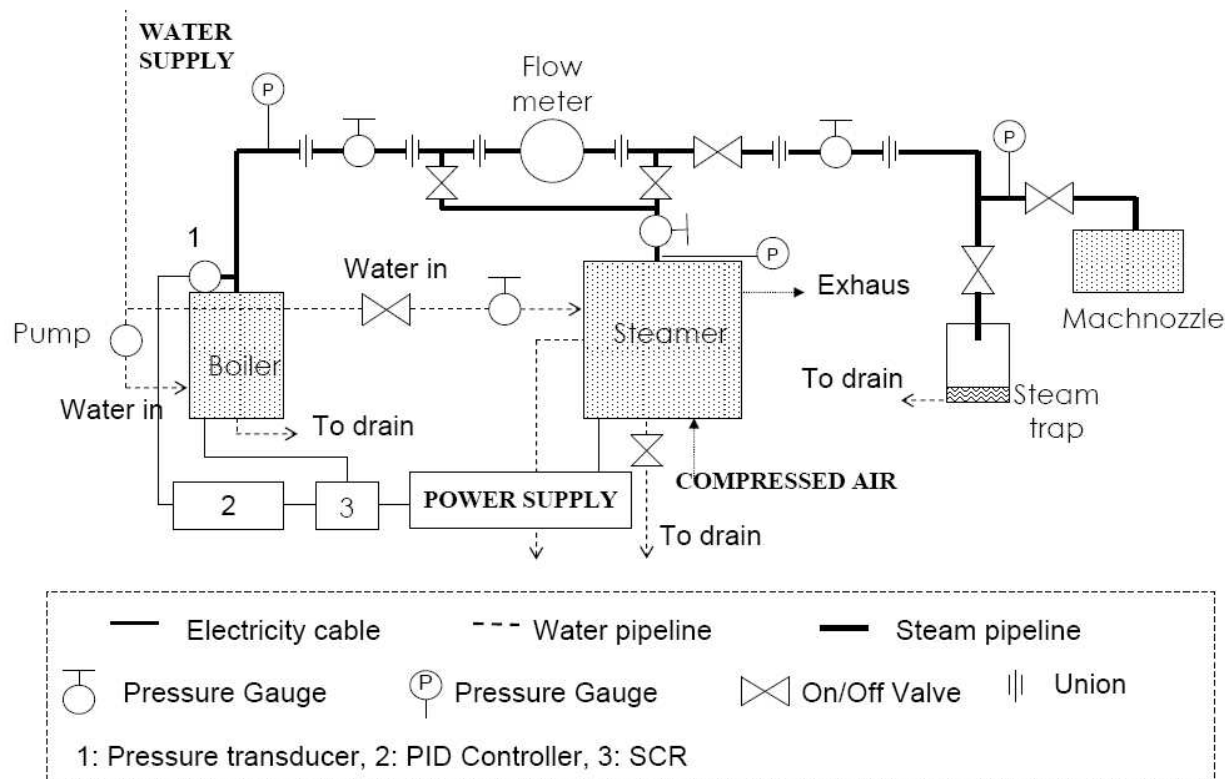 WATER
SUPPLY
P
Flow
meter
P
1
Water in
P
Exhaus
Pump
Boiler
Steamer
Machnozzle
Water in
To drain
To drain
Steam
trap
2
3
POWER SUPPLY
COMPRESSED AIR
To drain
Electricity cable
Water pipeline
Steam pipeline
Pressure Gauge
P
Pressure Gauge
On/Off Valve
Union
1: Pressure transducer, 2: PID Controller, 3: SCR